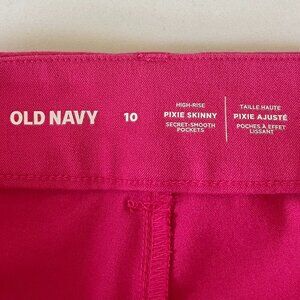 OLD NAVY
10
HIGH-RISE
PIXIE SKINNY
SECRET-SMOOTH
POCKETS
TAILLE HAUTE
PIXIE AJUSTÉ
POCHES À EFFET
LISSANT